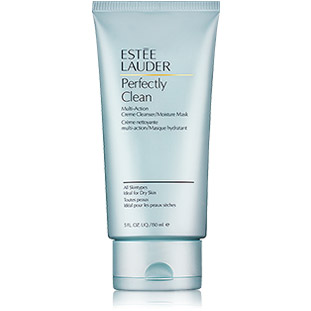 ESTĒE
LAUDER
Perfectly
Clean
Multi-Action
Creme Cleanser/Moisture Mask
Crème nettoyante
multi-action/Masque hydratant
All Skintypes
Ideal for Dry Skin
Toutes peaux
Idéal pour les peaux sèches
5 FL.OZ.LIQ./150 ml ℮